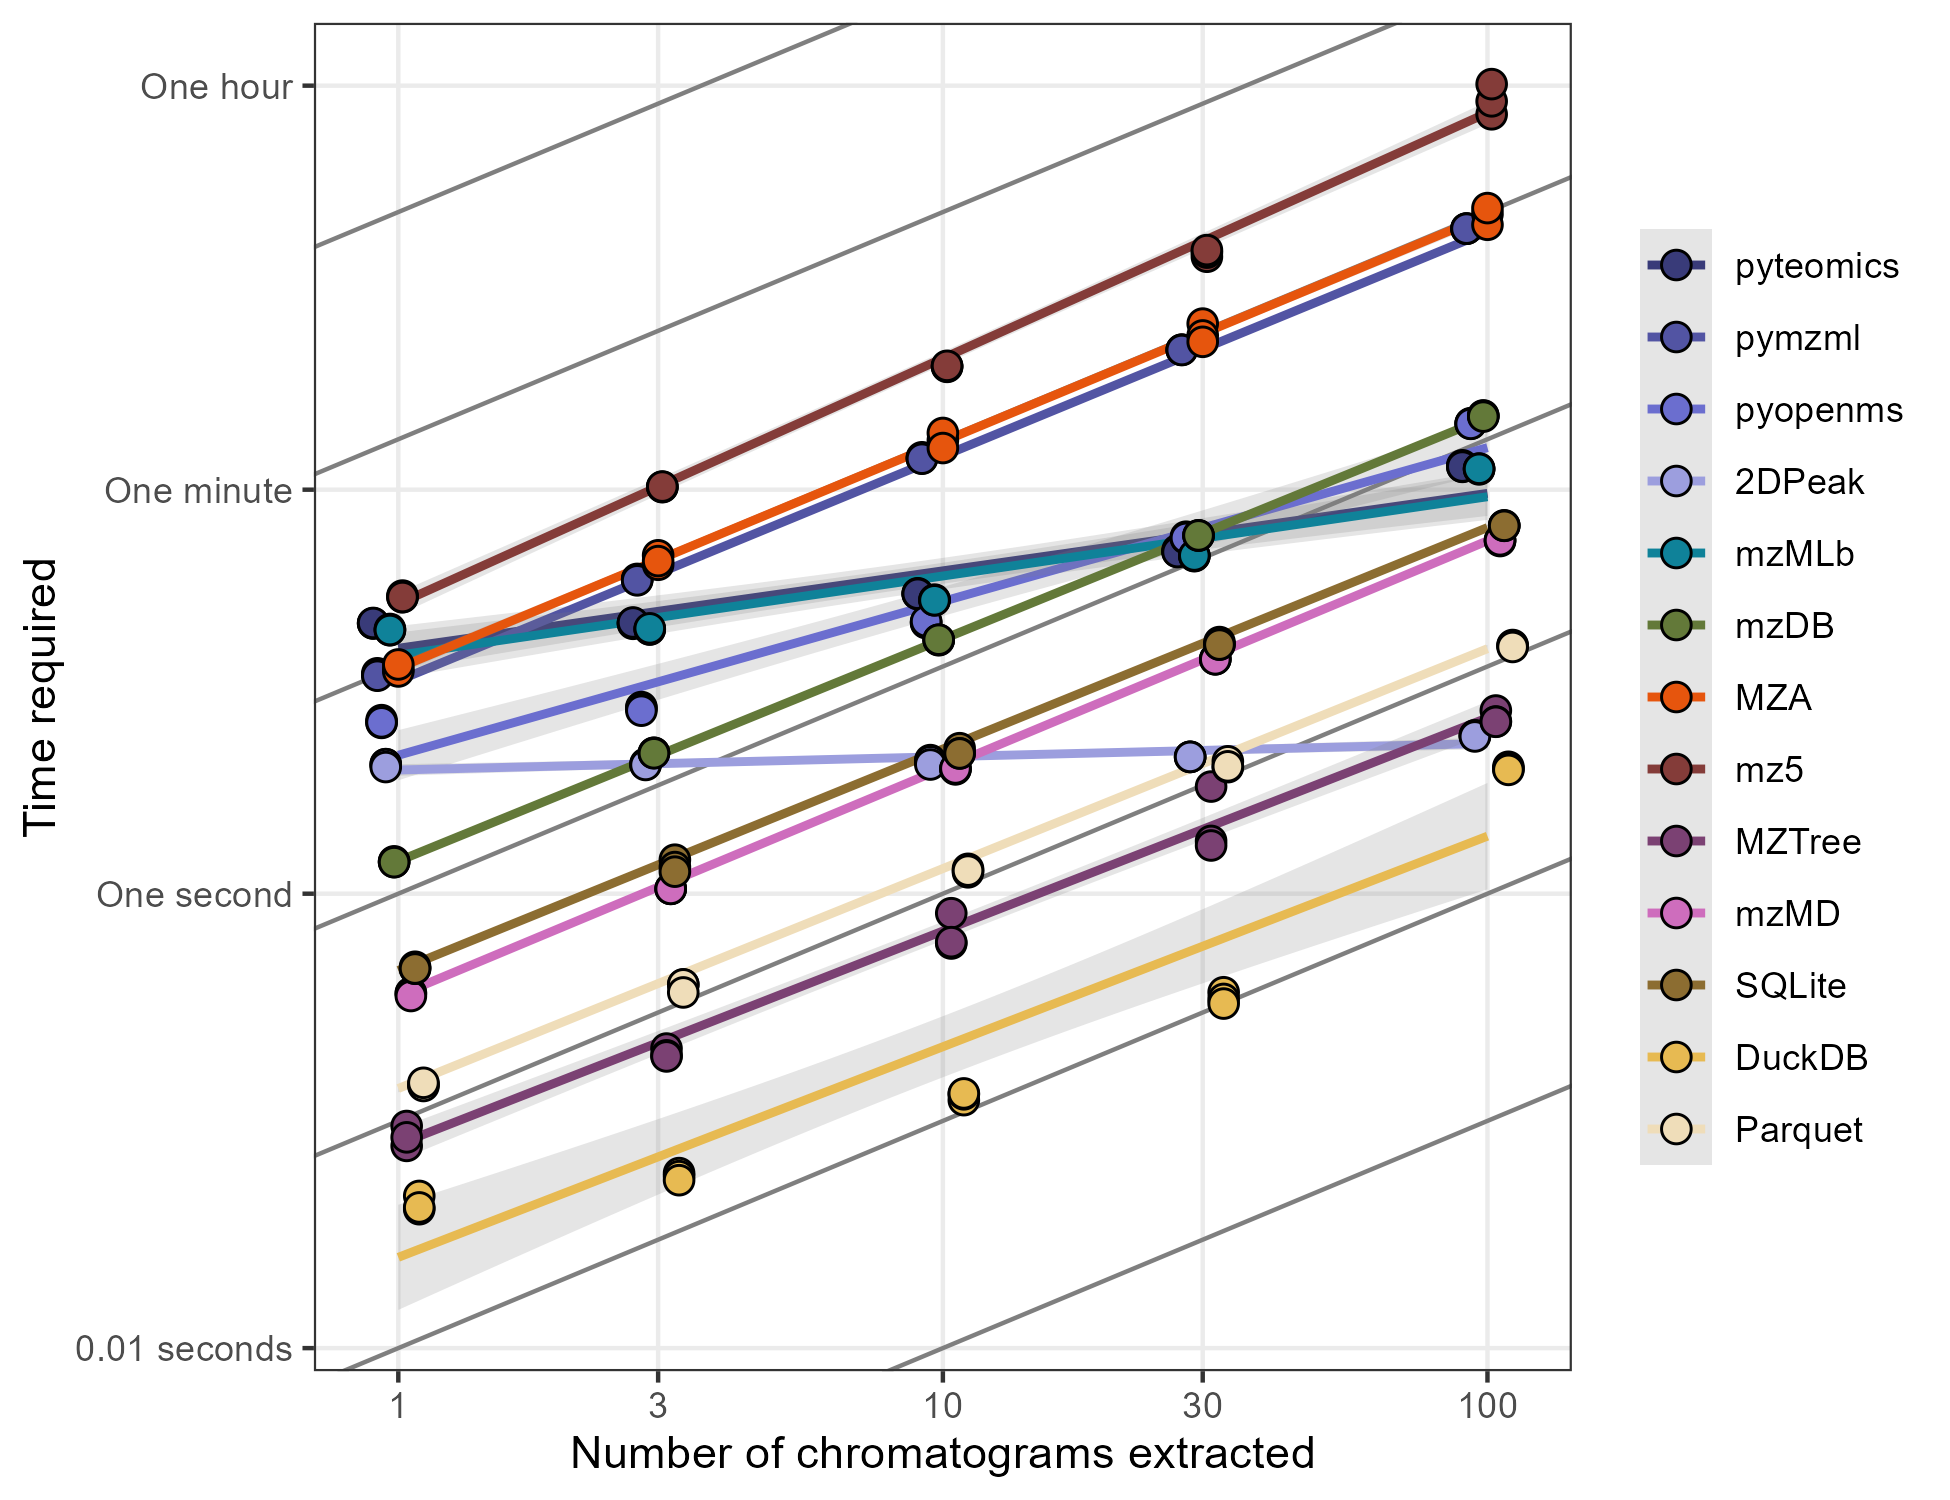 One hour
One minute
One second
0.01 seconds
Time required
1 3 10 30 100
Number of chromatograms extracted
pyteomics
pymzml
pyopenms
2DPeak
mzMLb
mzDB
MZA
mz5
MZTree
mzMD
SQLite
DuckDB
Parquet